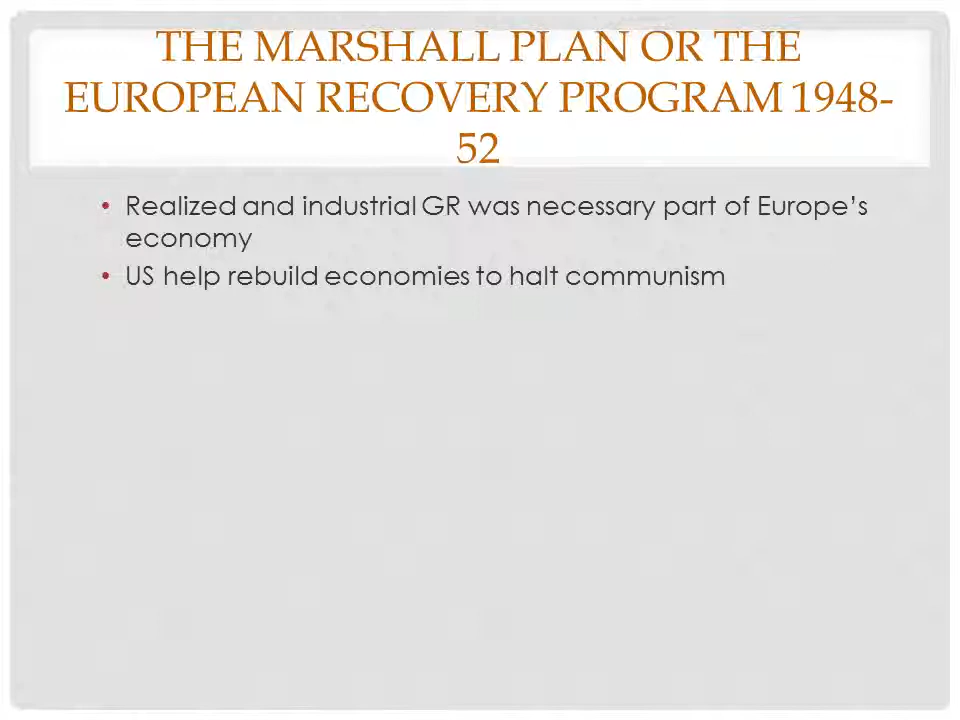 THE MARSHALL PLAN OR THE
EUROPEAN RECOVERY PROGRAM 1948-
52
• Realized and industrial GR was necessary part of Europe's
economy
• US help rebuild economies to halt communism